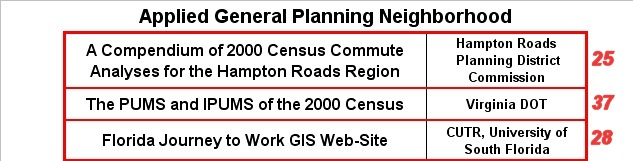 Applied General Planning Neighborhood
A Compendium of 2000 Census Commute
Analyses for the Hampton Roads Region
Hampton Roads
Planning District
Commission
25
The PUMS and IPUMS of the 2000 Census
Virginia DOT
37
Florida Journey to Work GIS Web-Site
CUTR, University of
South Florida
28